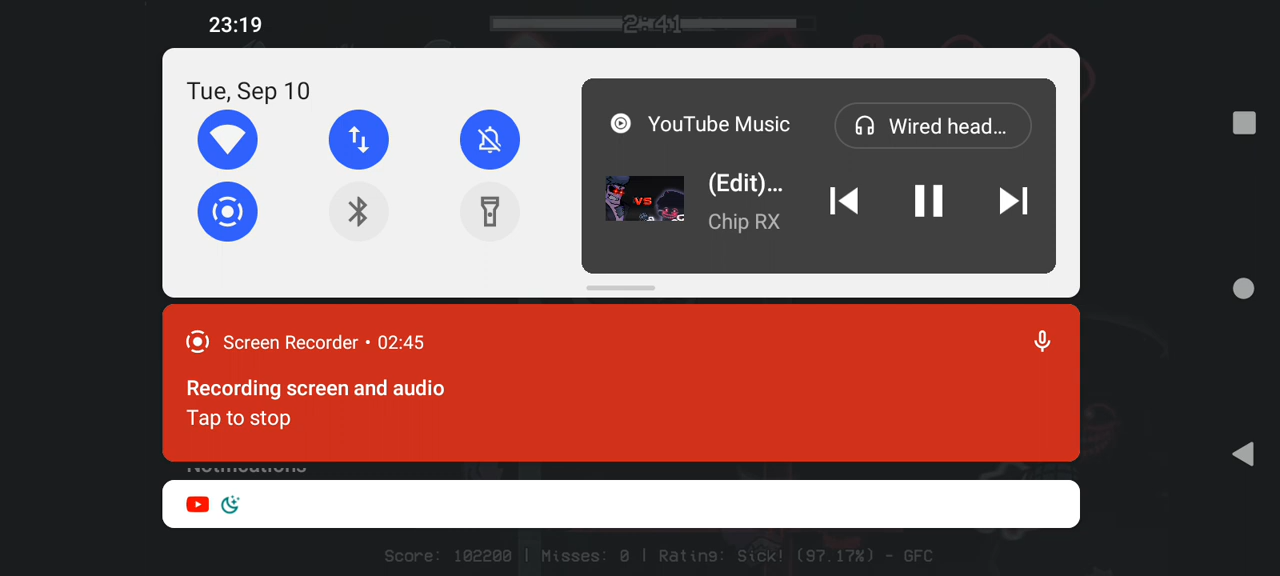 23:19
2:41
Tue, Sep 10
YouTube Music
Wired head…
(Edit)…
Chip RX
VS
Screen Recorder • 02:45
Recording screen and audio
Tap to stop
Notifications
Score: 102200 | Misses: 0 | Rating: Sick! (97.17%) - GFC